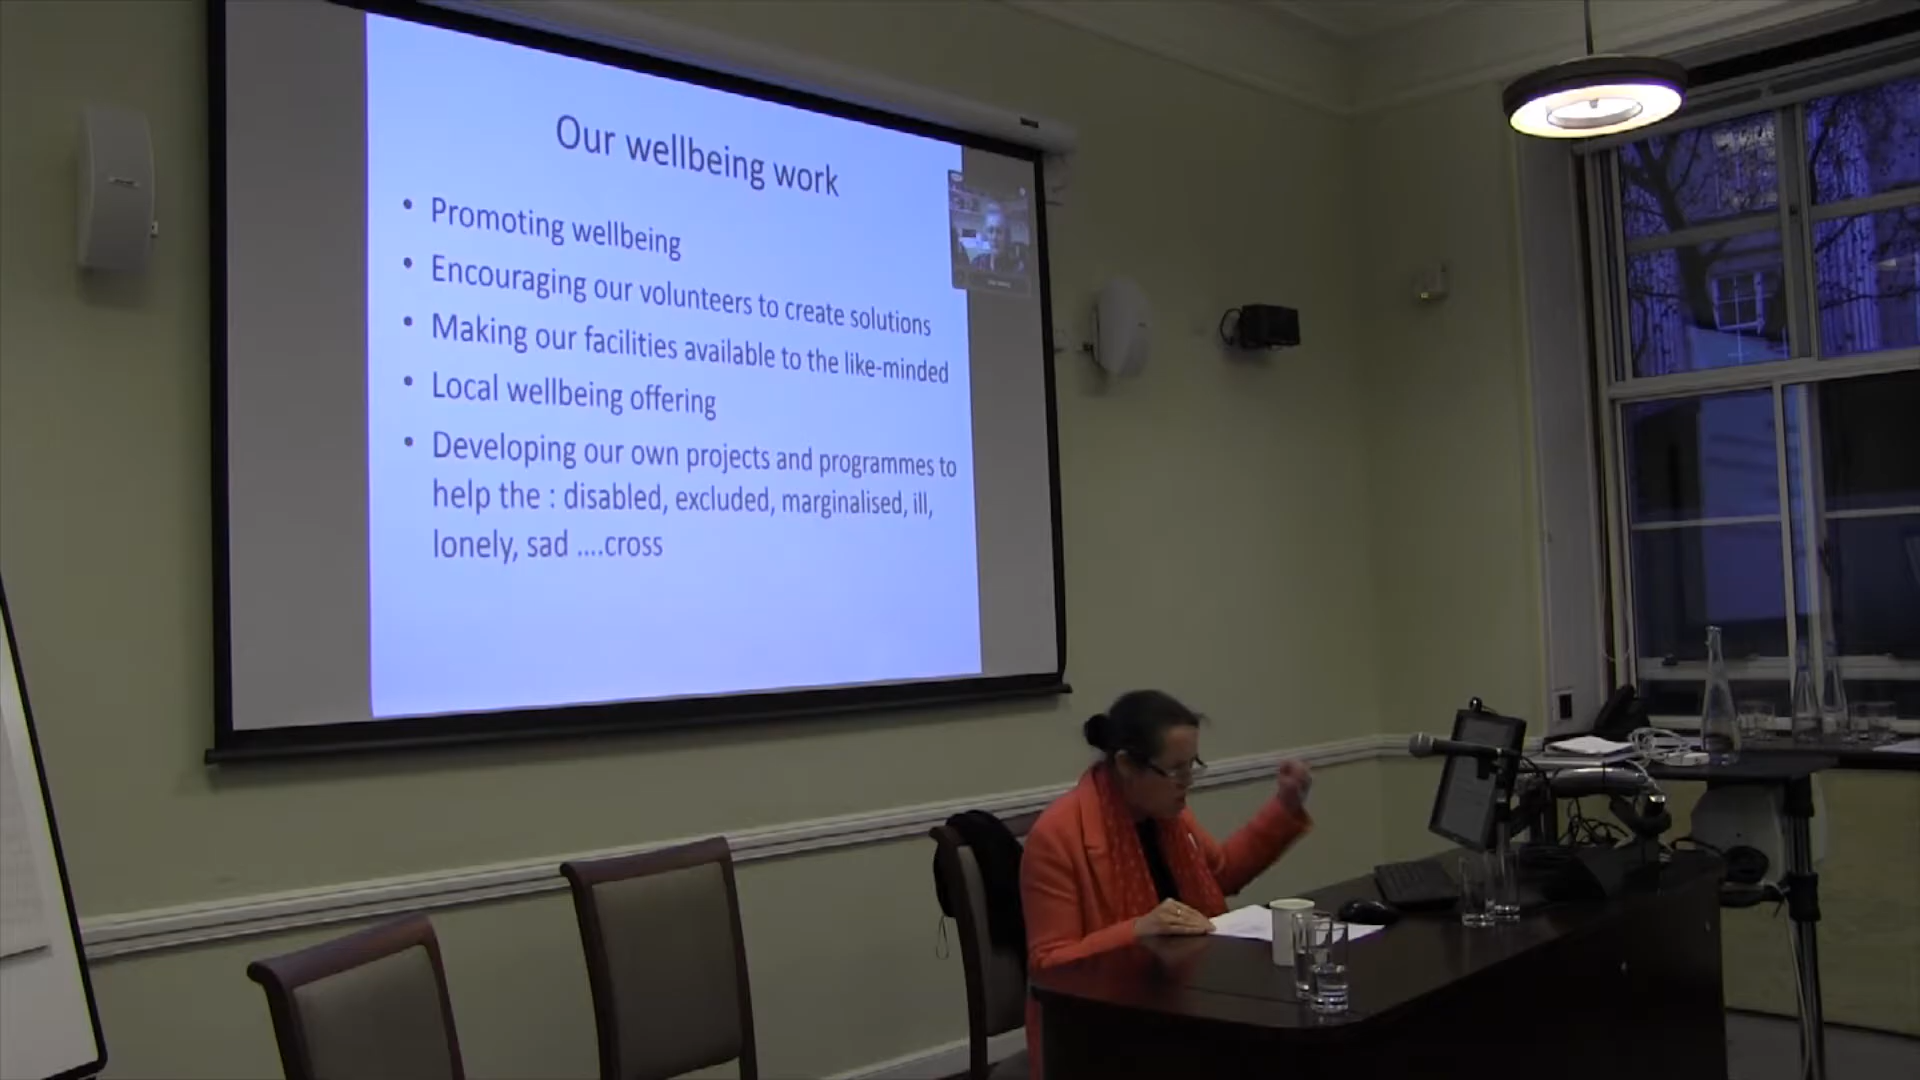 Our wellbeing work
• Promoting wellbeing
• Encouraging our volunteers to create solutions
• Making our facilities available to the like-minded
• Local wellbeing offering
• Developing our own projects and programmes to
help the : disabled, excluded, marginalised, ill,
lonely, sad ....cross